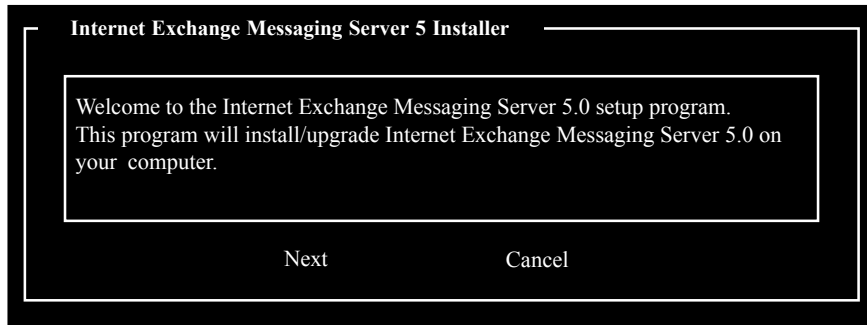 Internet Exchange Messaging Server 5 Installer
Welcome to the Internet Exchange Messaging Server 5.0 setup program.
This program will install/upgrade Internet Exchange Messaging Server 5.0 on
your computer.
Next Cancel